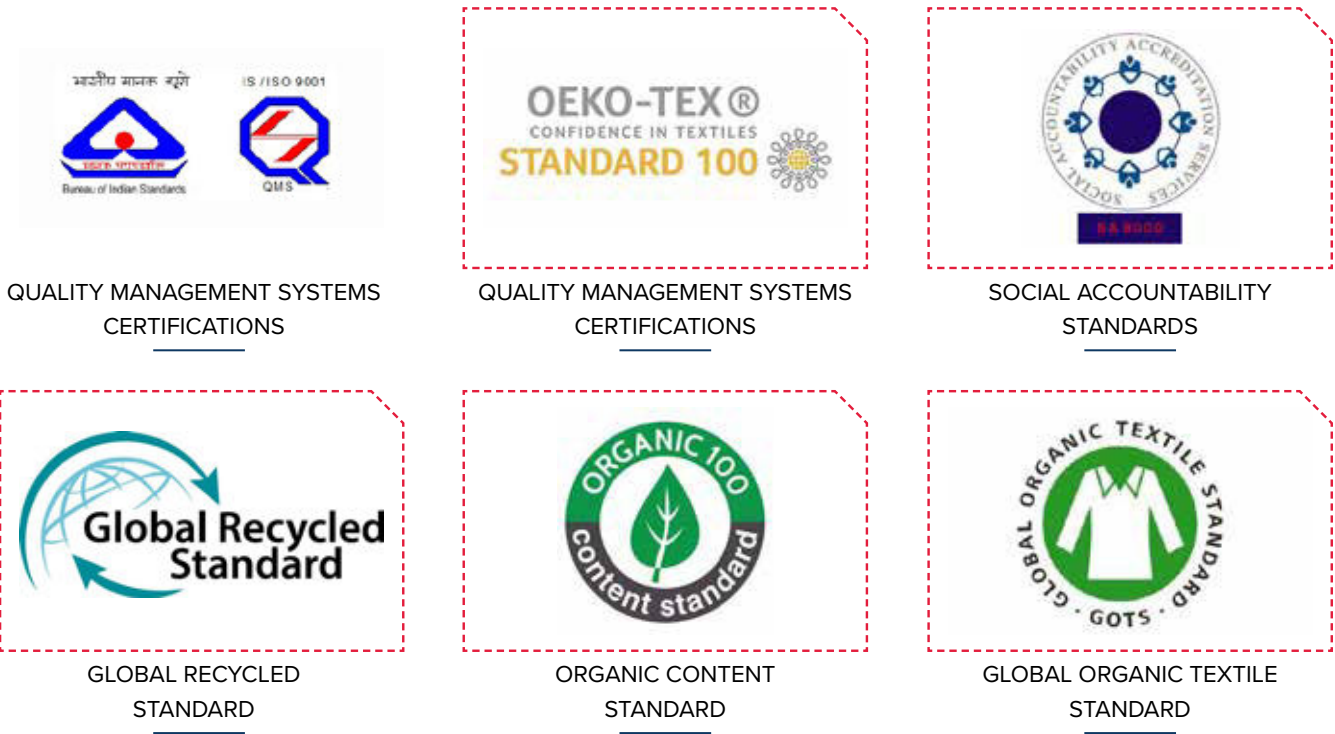 भारतीय मानक ब्यूरो
IS /ISO 9001
Bureau of Indian Standards
QMS
QUALITY MANAGEMENT SYSTEMS
CERTIFICATIONS
OEKO-TEX ®
CONFIDENCE IN TEXTILES
STANDARD 100
QUALITY MANAGEMENT SYSTEMS
CERTIFICATIONS
SOCIAL ACCOUNTABILITY ACCREDITATION SERVICES
SA 8000
SOCIAL ACCOUNTABILITY
STANDARDS
Global Recycled
Standard
GLOBAL RECYCLED
STANDARD
ORGANIC 100
content standard
ORGANIC CONTENT
STANDARD
GLOBAL ORGANIC TEXTILE STANDARD · GOTS ·
GLOBAL ORGANIC TEXTILE
STANDARD